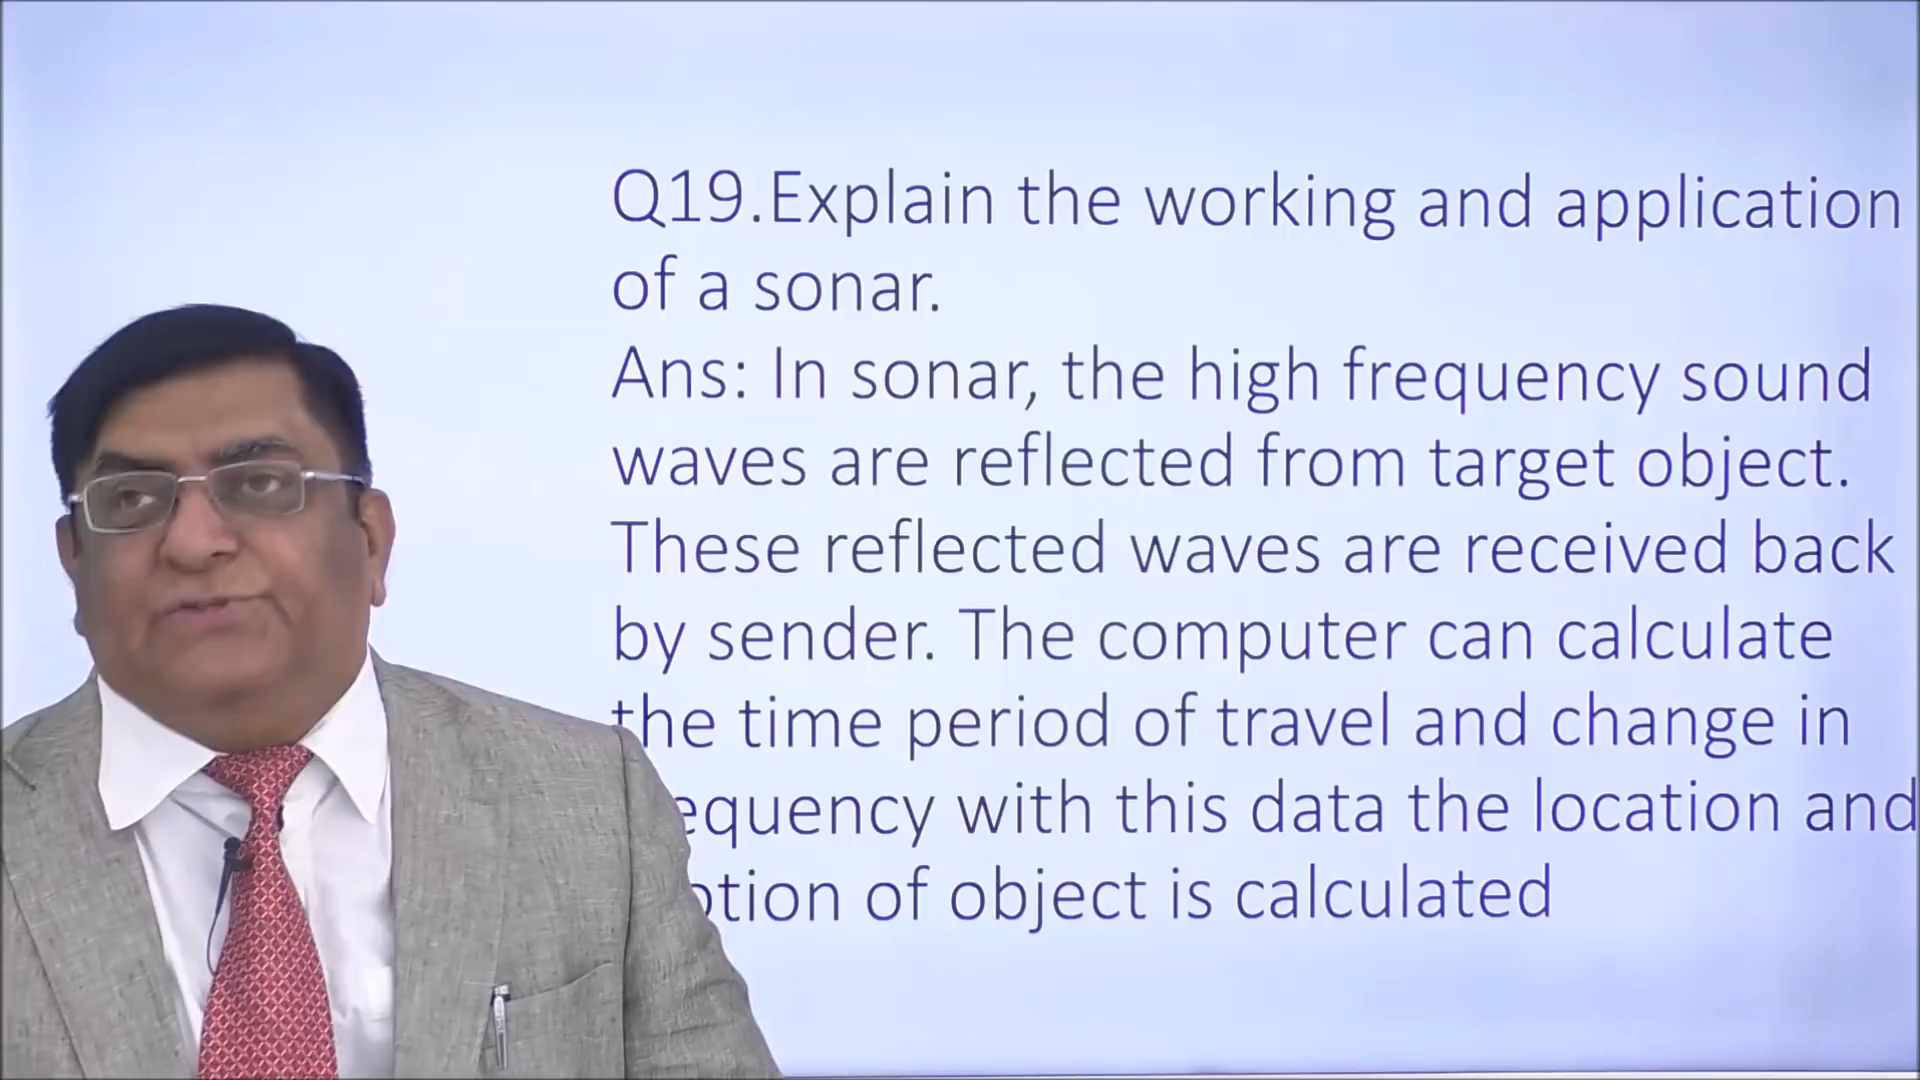 Q19.Explain the working and application
of a sonar.
Ans: In sonar, the high frequency sound
waves are reflected from target object.
These reflected waves are received back
by sender. The computer can calculate
the time period of travel and change in
with this data the location and
of object is calculated